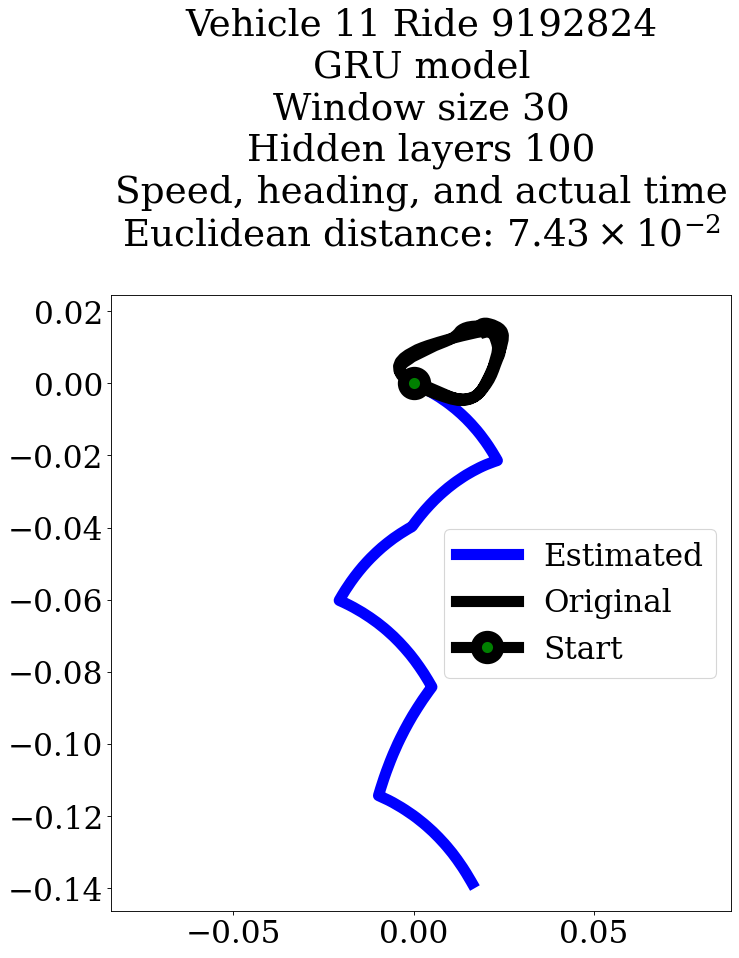 Vehicle 11 Ride 9192824
GRU model
Window size 30
Hidden layers 100
Speed, heading, and actual time
Euclidean distance: 7.43 × 10⁻²
0.02
0.00
−0.02
−0.04
−0.06
−0.08
−0.10
−0.12
−0.14
Estimated
Original
Start
−0.05 0.00 0.05